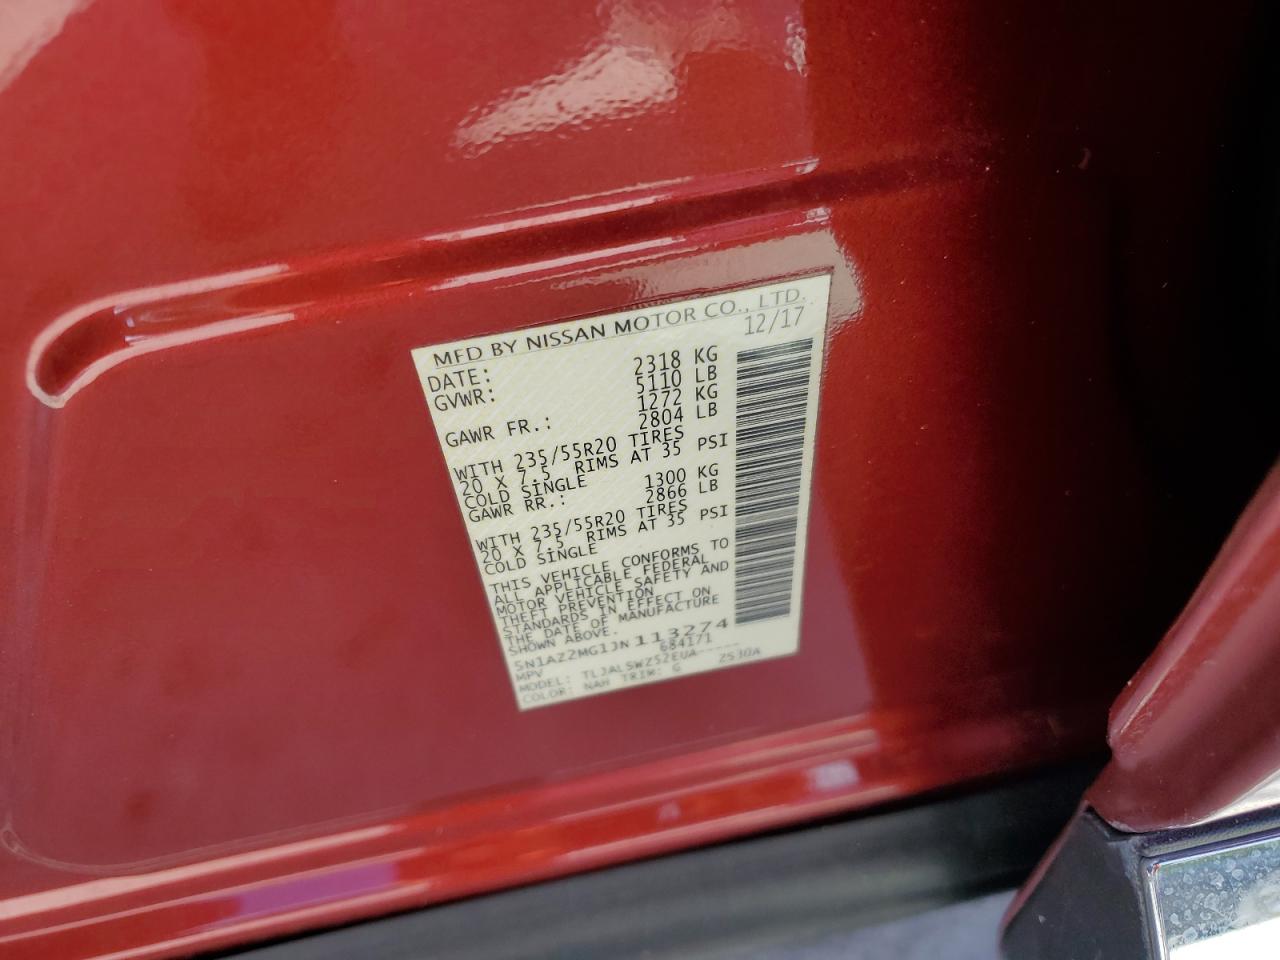 MFD BY NISSAN MOTOR CO., LTD.
DATE: 12/17
GVWR: 2318 KG
5110 LB
GAWR FR.: 1272 KG
2804 LB
WITH 235/55R20 TIRES
20 X 7.5 RIMS AT 35 PSI
COLD SINGLE
GAWR RR.: 1300 KG
2866 LB
WITH 235/55R20 TIRES
20 X 7.5 RIMS AT 35 PSI
COLD SINGLE
THIS VEHICLE CONFORMS TO
ALL APPLICABLE FEDERAL
MOTOR VEHICLE SAFETY AND
THEFT PREVENTION
STANDARDS IN EFFECT ON
THE DATE OF MANUFACTURE
SHOWN ABOVE.
5N1AZ2MG1JN113274
MPV 684171
MODEL: TLJALSWZ52EUA------
COLOR: NAH TRIM: G 2530A